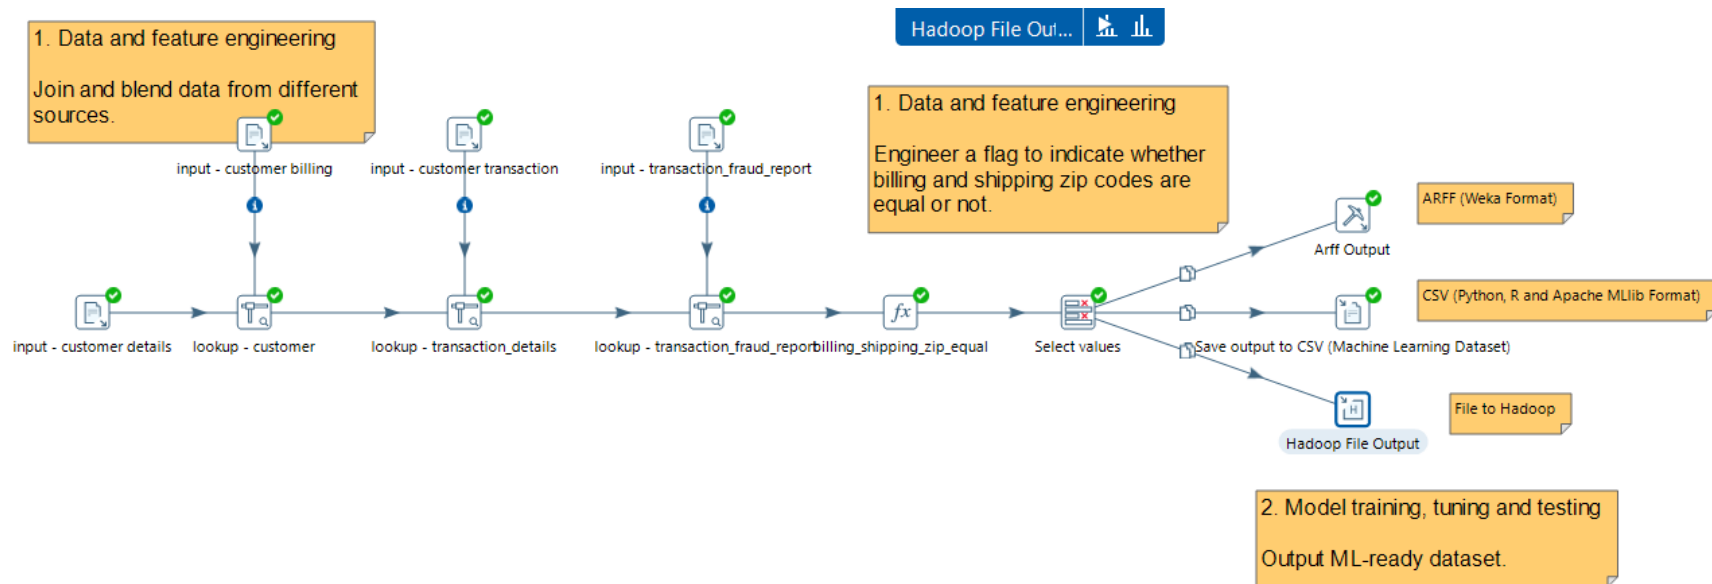 1. Data and feature engineering
Join and blend data from different
sources.
Hadoop File Out...
1. Data and feature engineering
Engineer a flag to indicate whether
billing and shipping zip codes are
equal or not.
input - customer billing
input - customer transaction
input - transaction_fraud_report
ARFF (Weka Format)
Arff Output
CSV (Python, R and Apache MLlib Format)
input - customer details
lookup - customer
lookup - transaction_details
lookup - transaction_fraud_report
billing_shipping_zip_equal
Select values
Save output to CSV (Machine Learning Dataset)
File to Hadoop
H
Hadoop File Output
2. Model training, tuning and testing
Output ML-ready dataset.